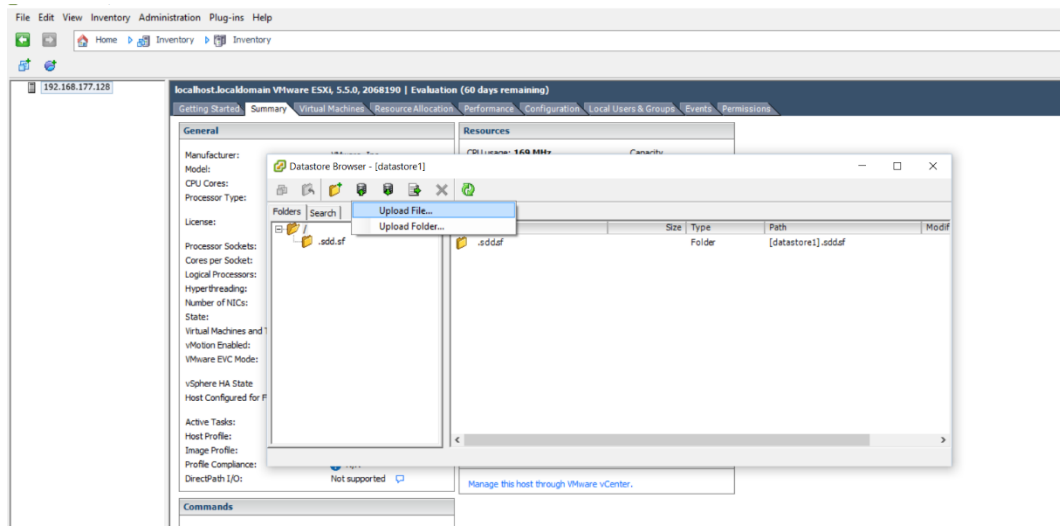 File Edit View Inventory Administration Plug-ins Help
Home Inventory Inventory
192.168.177.128
localhost.localdomain VMware ESXi, 5.5.0, 2068190 | Evaluation (60 days remaining)
Getting Started Summary Virtual Machines Resource Allocation Performance Configuration Local Users & Groups Events Permissions
General
Resources
Manufacturer:
CPU usage: 169 MHz
Capacity
Model:
CPU Cores:
Processor Type:
License:
Processor Sockets:
Cores per Socket:
Logical Processors:
Hyperthreading:
Number of NICs:
State:
Virtual Machines and
vMotion Enabled:
VMware EVC Mode:
vSphere HA State
Host Configured for
Active Tasks:
Host Profile:
Image Profile:
Profile Compliance:
DirectPath I/O: Not supported
Manage this host through VMware vCenter.
Commands
Datastore Browser - [datastore1]
Folders Search
Upload File...
Upload Folder...
/
.sdd.sf
Size Type Path Modif
.sdd.sf Folder [datastore1] .sdd.sf